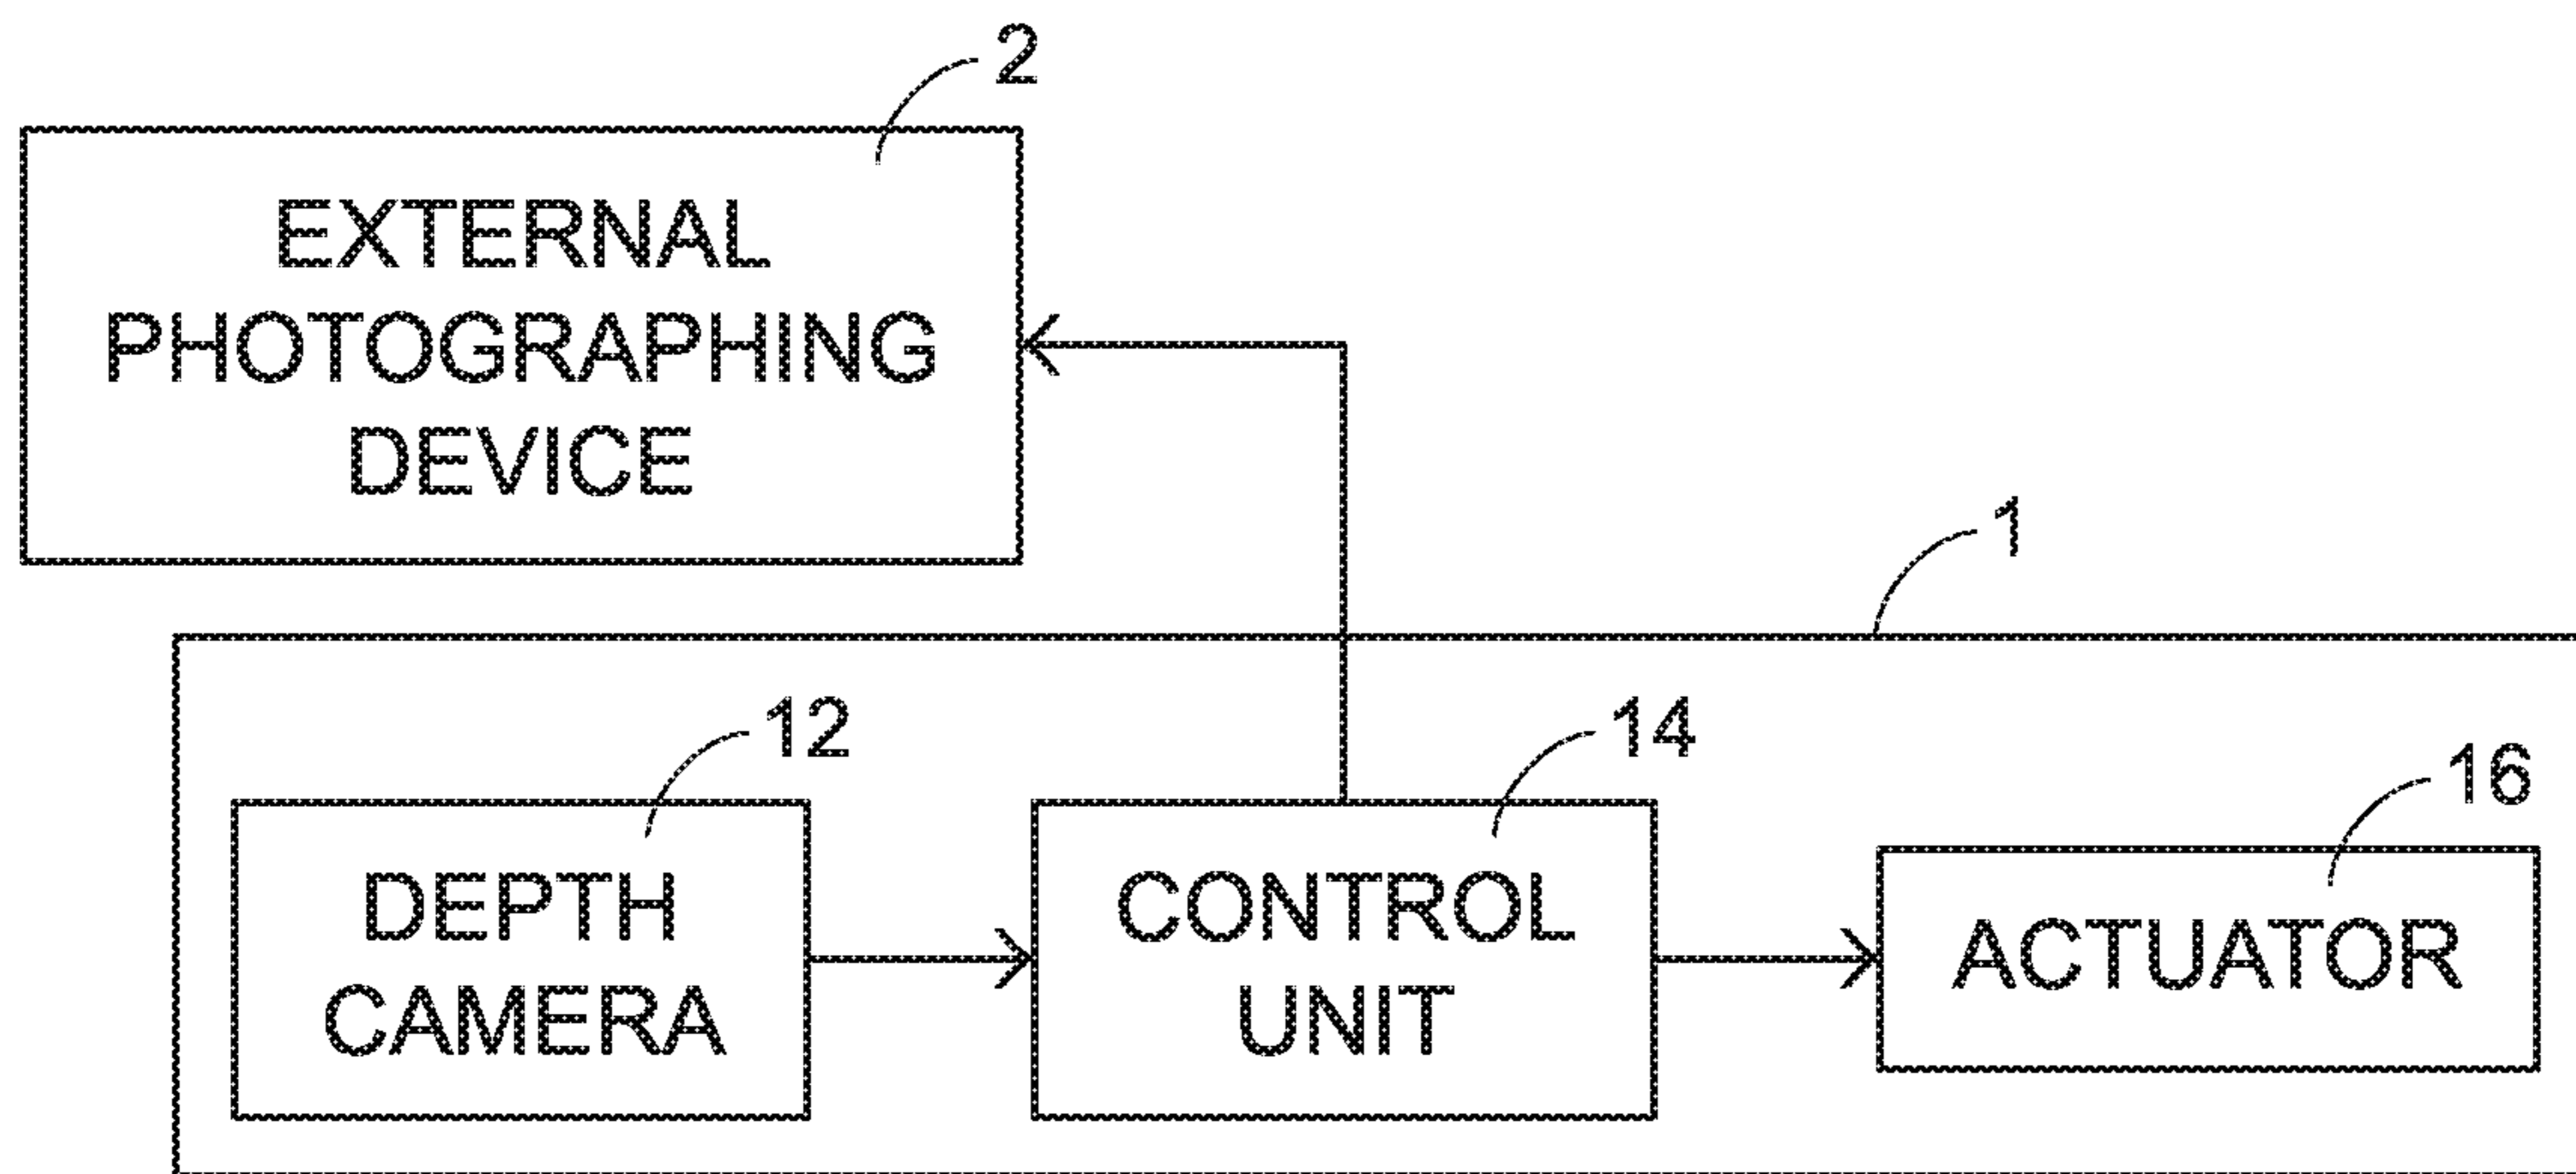 2
EXTERNAL
PHOTOGRAPHING
DEVICE
1
12
14
16
DEPTH
CAMERA
CONTROL
UNIT
ACTUATOR